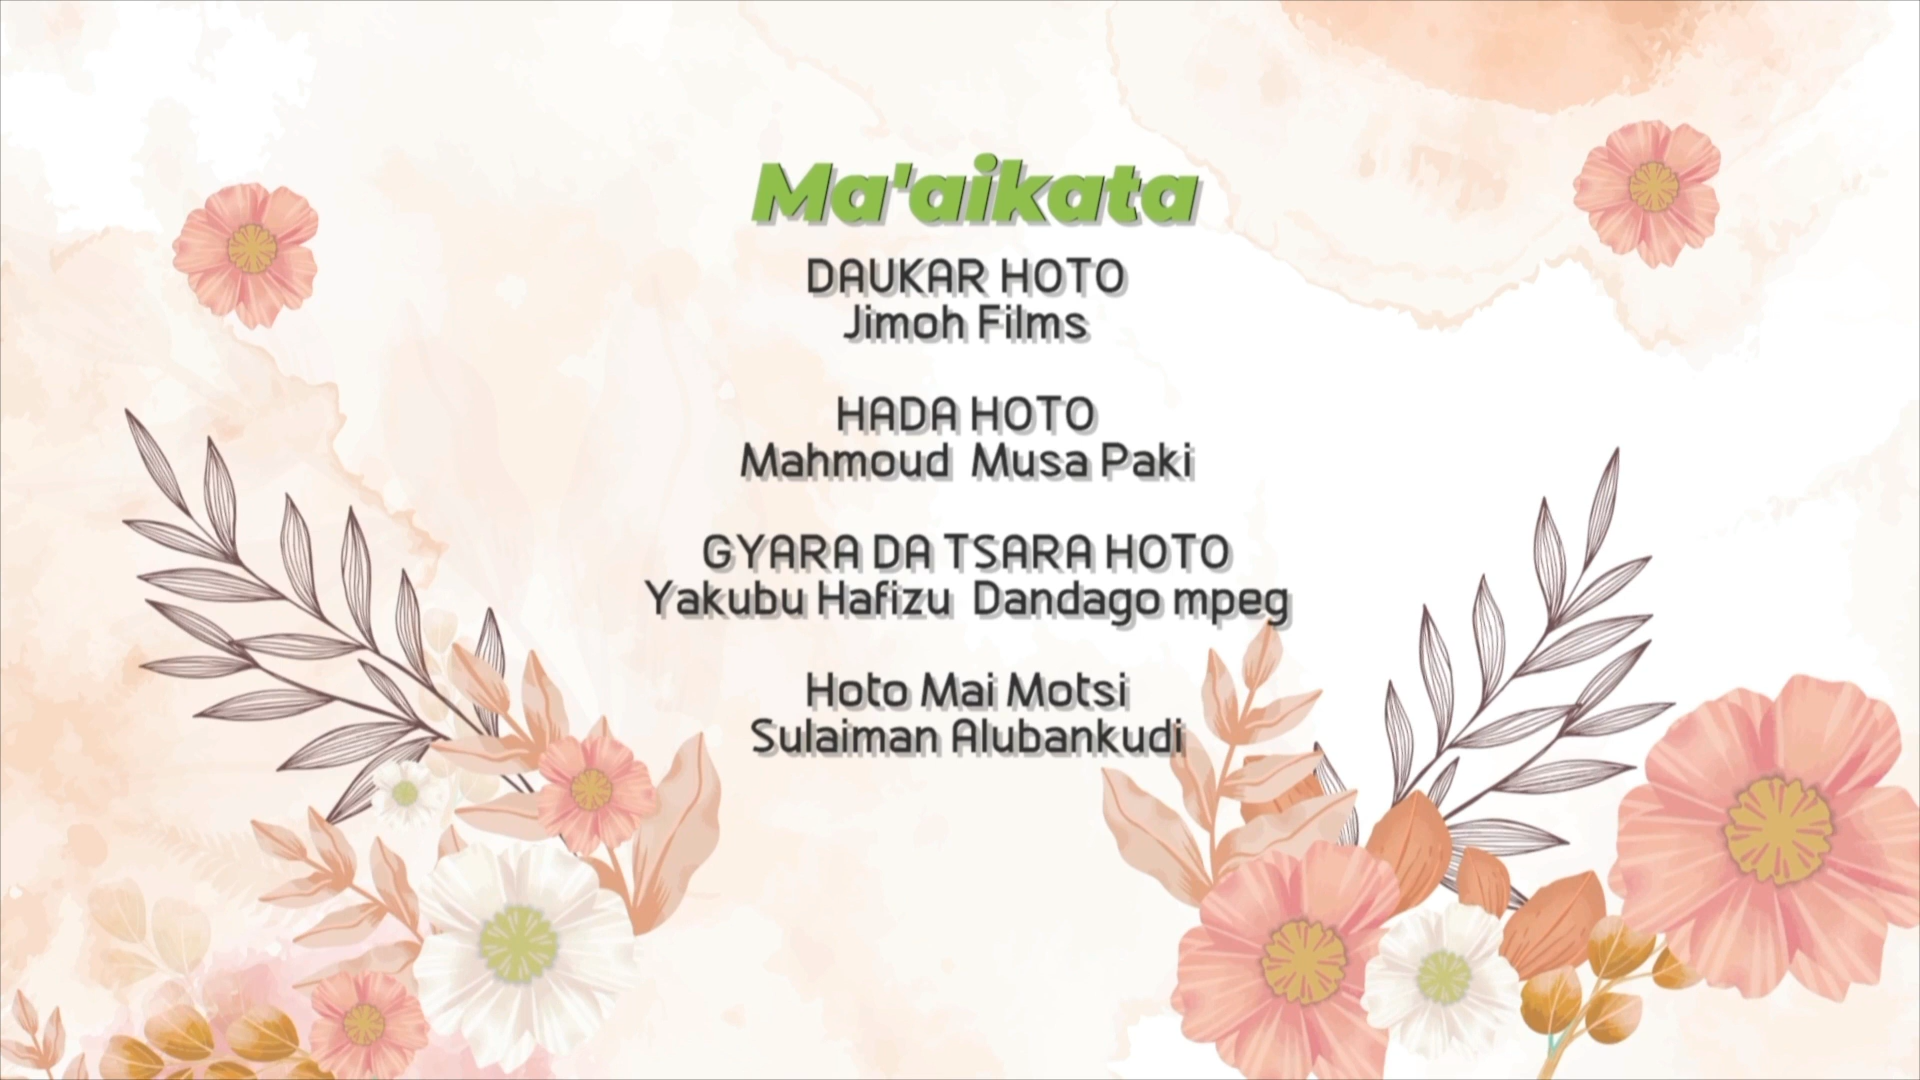 Ma'aikata
DAUKAR HOTO
Jimoh Films
HADA HOTO
Mahmoud Musa Paki
GYARA DA TSARA HOTO
Yakubu Hafizu Dandago mpeg
Hoto Mai Motsi
Sulaiman Alubankudi